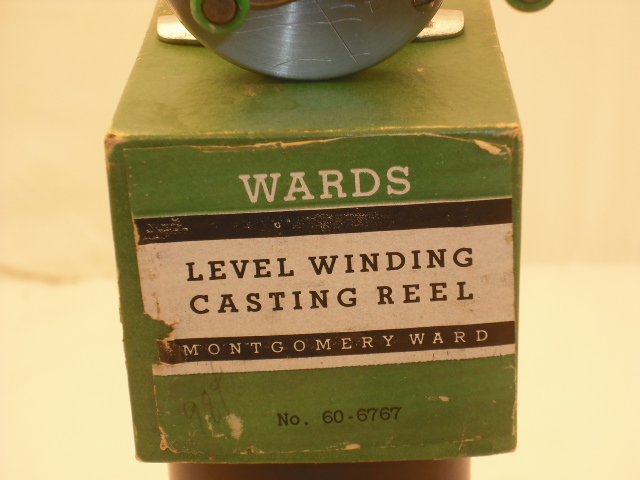 WARDS
LEVEL WINDING
CASTING REEL
MONTGOMERY WARD
No. 60-6767